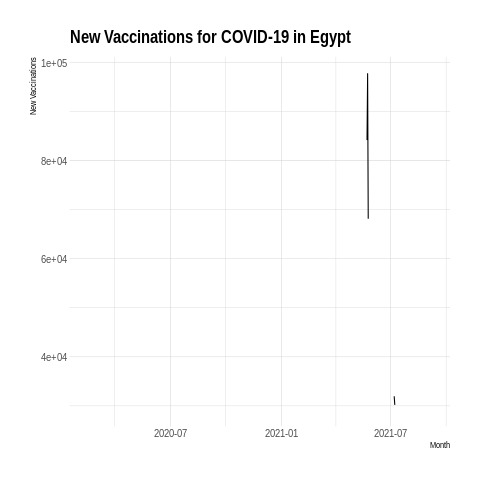 New Vaccinations for COVID-19 in Egypt
New Vaccinations
1e+05
8e+04
6e+04
4e+04
2020-07 2021-01 2021-07
Month